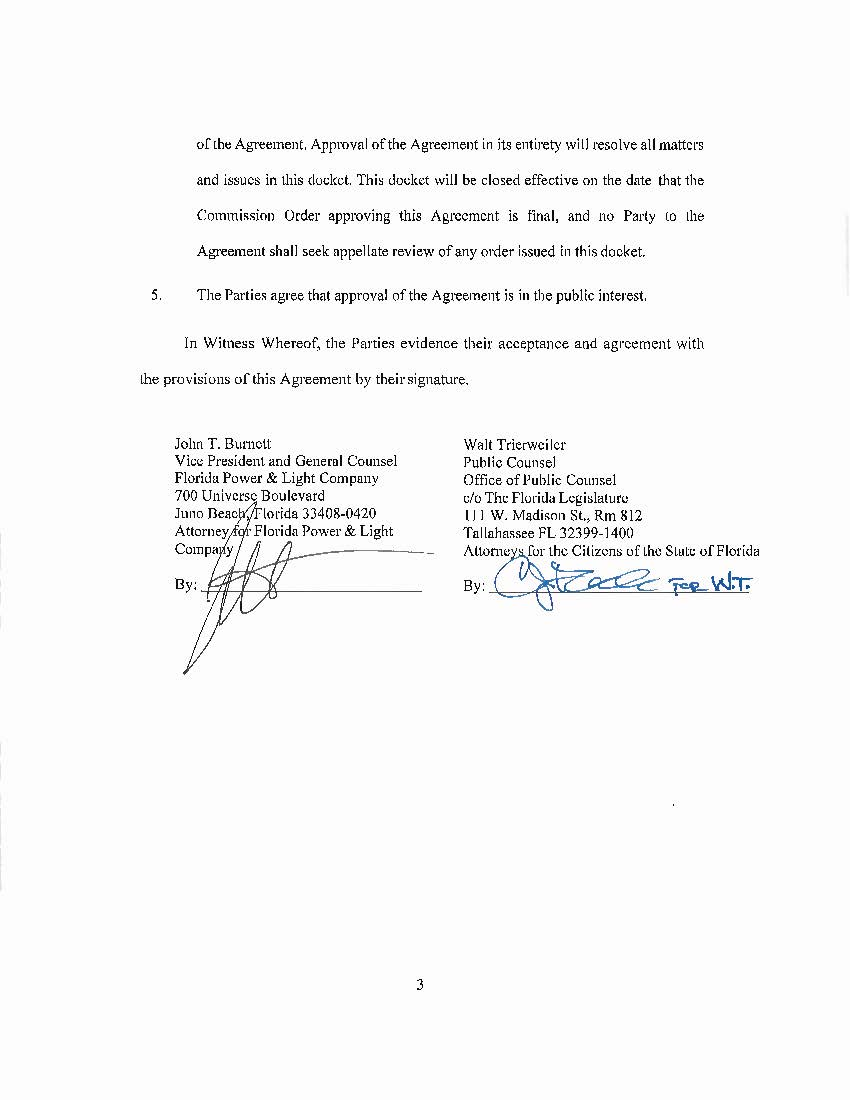 of the Agreement. Approval of the Agreement in its entirety will resolve all matters
and issues in this docket. This docket will be closed effective on the date that the
Commission Order approving this Agreement is final, and no Party to the
Agreement shall seek appellate review of any order issued in this docket.
5. The Parties agree that approval of the Agreement is in the public interest.
In Witness Whereof, the Parties evidence their acceptance and agreement with
the provisions of this Agreement by their signature.
John T. Burnett
Vice President and General Counsel
Florida Power & Light Company
700 Universe Boulevard
Juno Beach, Florida 33408-0420
Attorney for Florida Power & Light
Company
By:
Walt Trierweiler
Public Counsel
Office of Public Counsel
c/o The Florida Legislature
111 W. Madison St., Rm 812
Tallahassee FL 32399-1400
Attorneys for the Citizens of the State of Florida
By: FOR W.T.
3